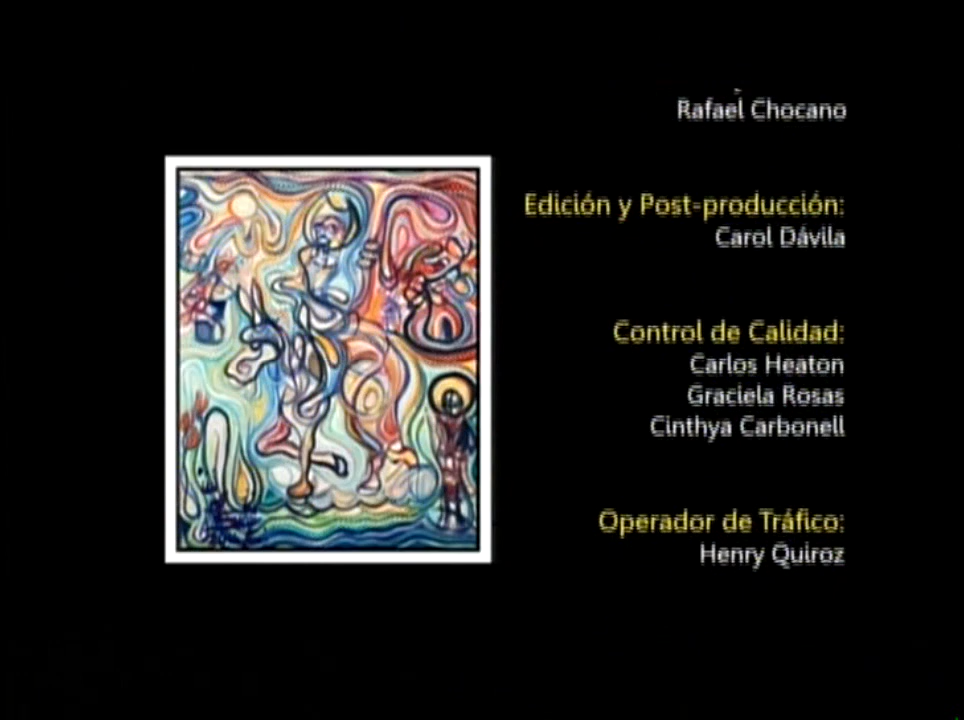 Rafael Chocano
Edición y Post-producción:
Carol Dávila
Control de Calidad:
Carlos Heaton
Graciela Rosas
Cinthya Carbonell
Operador de Tráfico:
Henry Quiroz